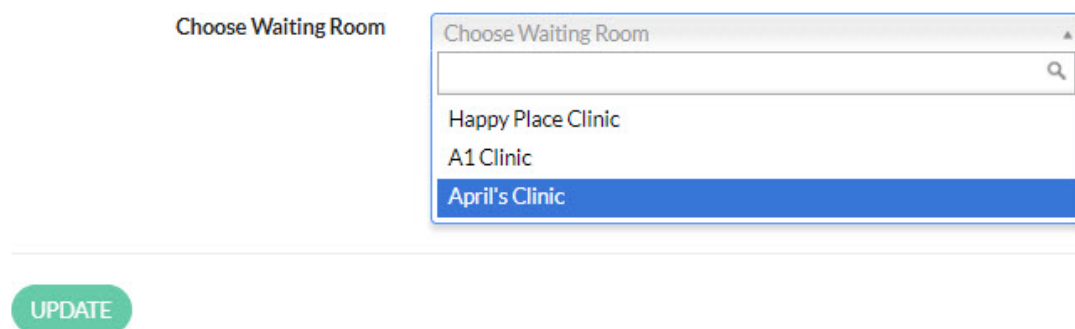 Choose Waiting Room
Choose Waiting Room
Happy Place Clinic
A1 Clinic
April's Clinic
UPDATE